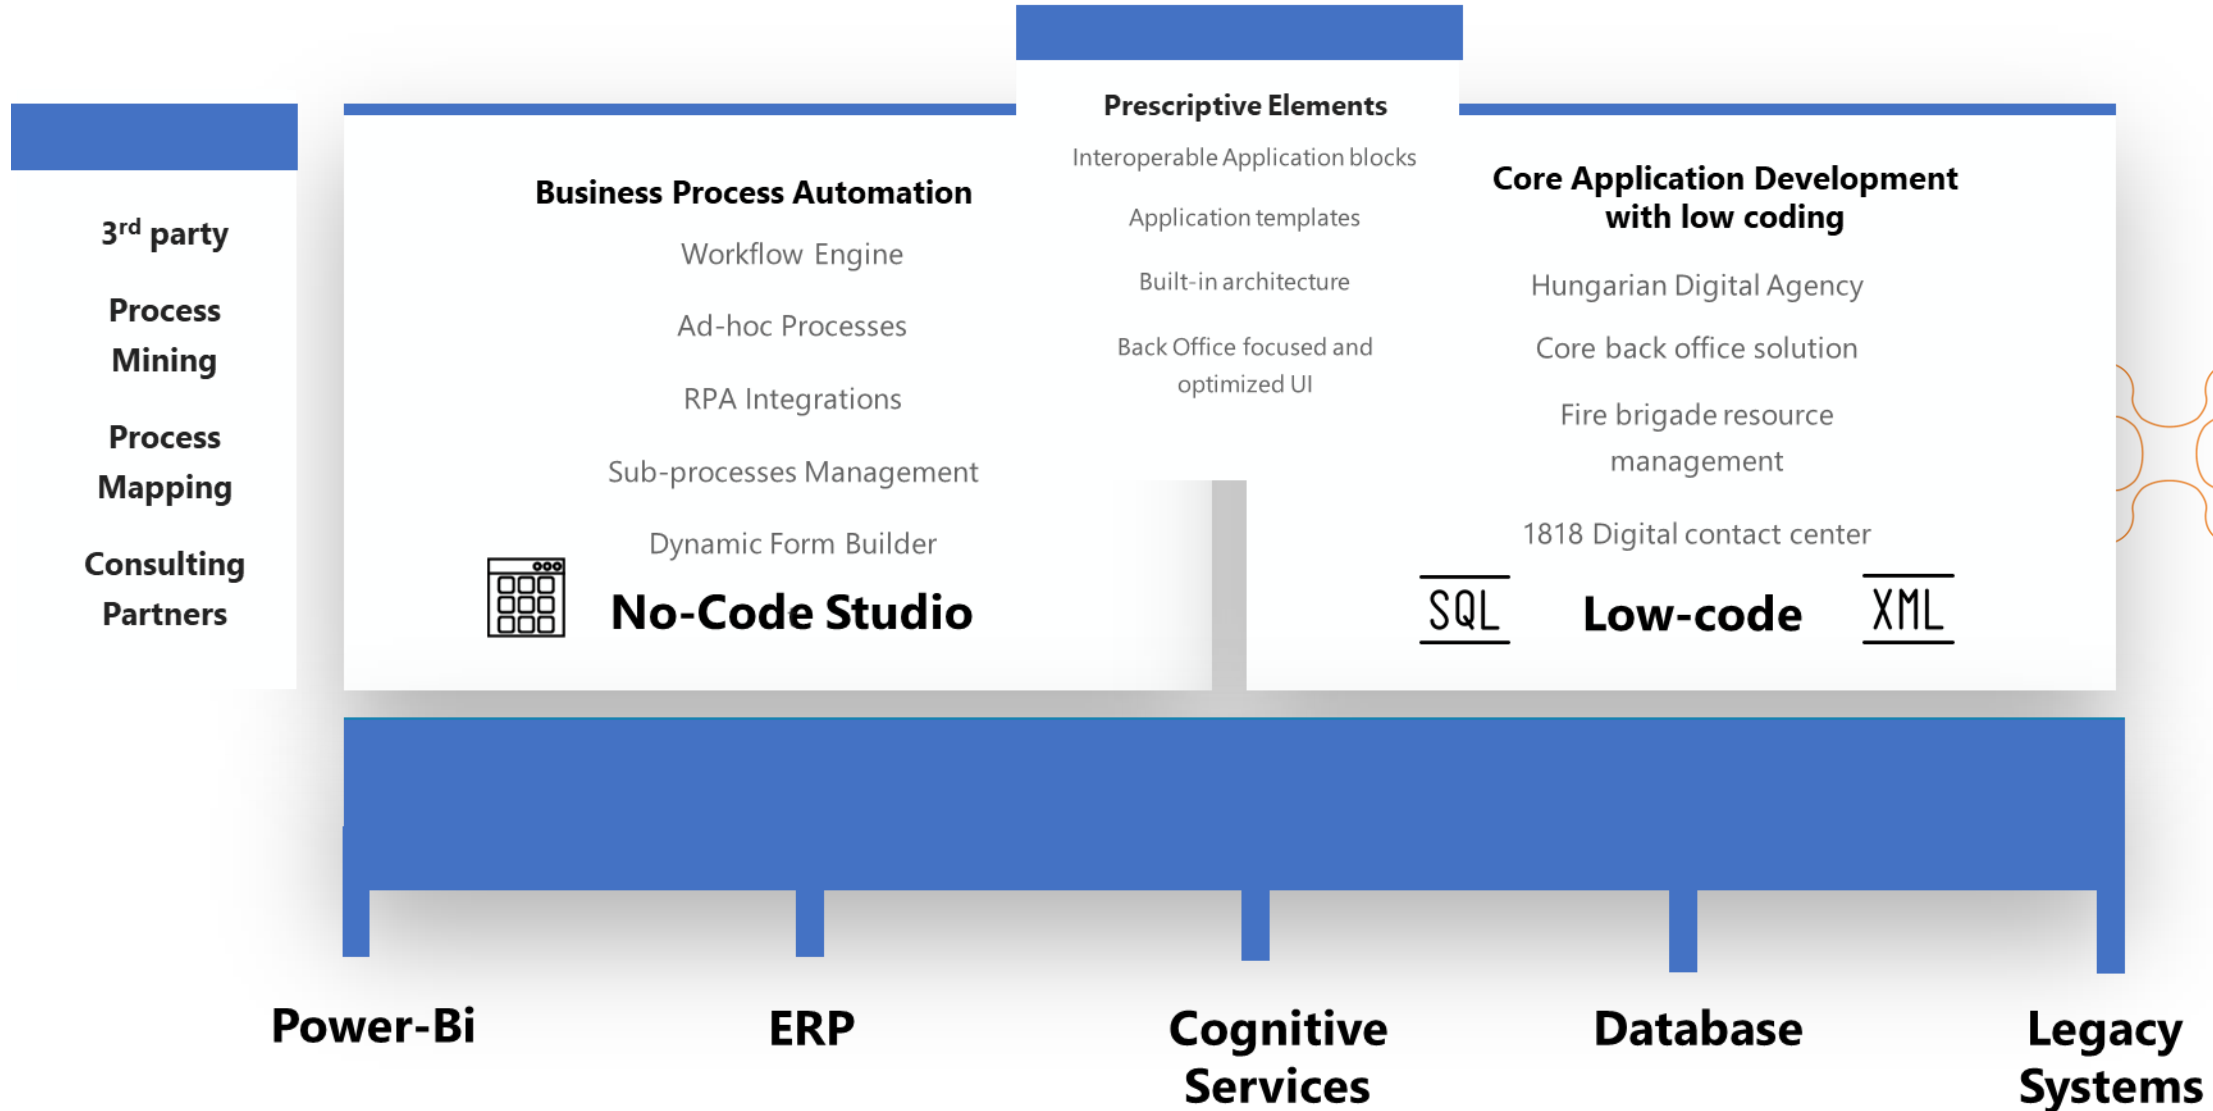 3rd party
Process
Mining
Process
Mapping
Consulting
Partners
Business Process Automation
Workflow Engine
Ad-hoc Processes
RPA Integrations
Sub-processes Management
Dynamic Form Builder
No-Code Studio
Prescriptive Elements
Interoperable Application blocks
Application templates
Built-in architecture
Back Office focused and
optimized UI
Core Application Development
with low coding
Hungarian Digital Agency
Core back office solution
Fire brigade resource
management
1818 Digital contact center
SQL
Low-code
XML
Power-Bi
ERP
Cognitive
Services
Database
Legacy
Systems